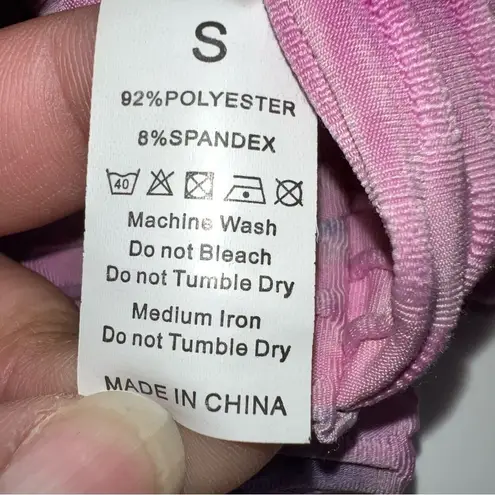 S
92%POLYESTER
8%SPANDEX
40
Machine Wash
Do not Bleach
Do not Tumble Dry
Medium Iron
Do not Tumble Dry
MADE IN CHINA